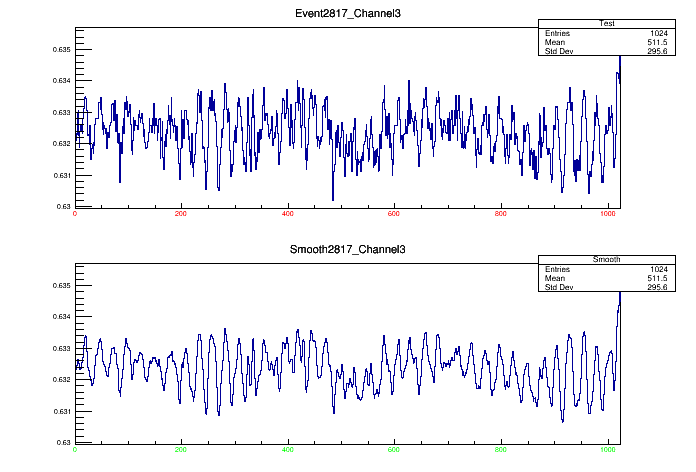 Event2817_Channel3
Test
Entries 1024
Mean 511.5
Std Dev 295.6
0.635
0.634
0.633
0.632
0.631
0.63
0 200 400 600 800 1000
Smooth2817_Channel3
Smooth
Entries 1024
Mean 511.5
Std Dev 295.6
0.635
0.634
0.633
0.632
0.631
0.63
0 200 400 600 800 1000